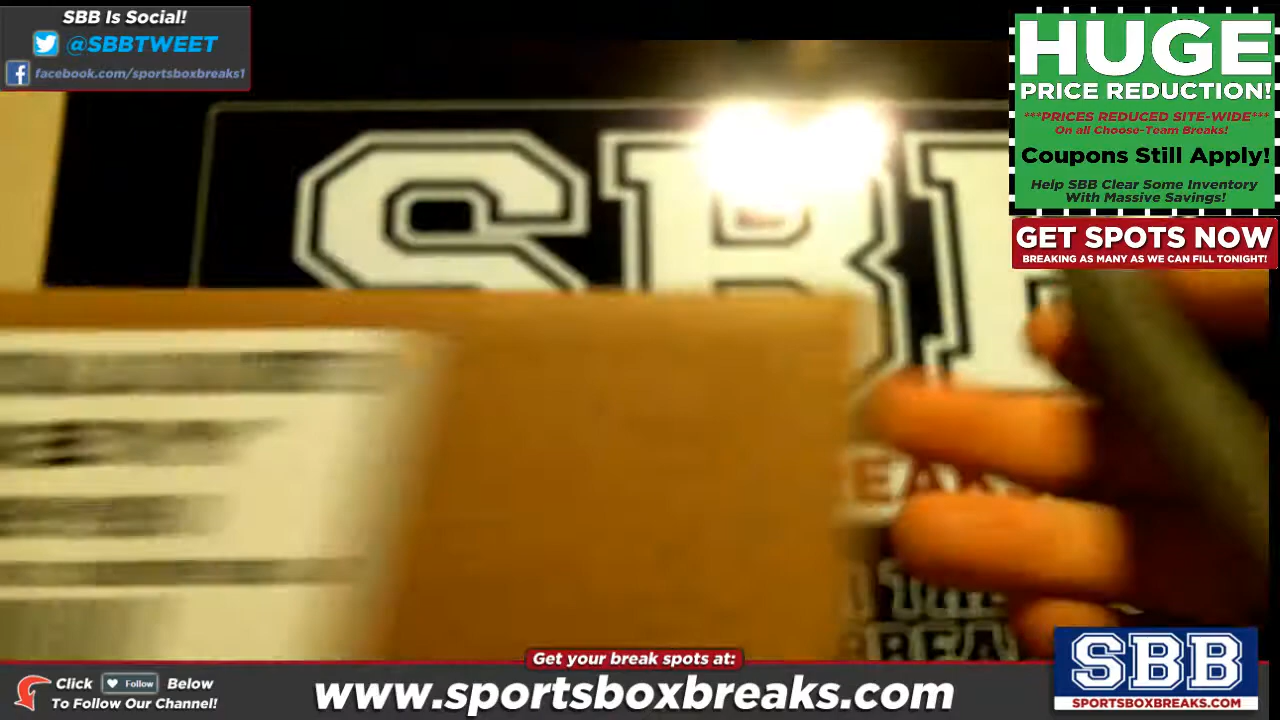 SBB Is Social!
@SBBTWEET
facebook.com/sportsboxbreaks1
HUGE
PRICE REDUCTION!
***PRICES REDUCED SITE-WIDE***
On all Choose-Team Breaks!
Coupons Still Apply!
Help SBB Clear Some Inventory
With Massive Savings!
GET SPOTS NOW
BREAKING AS MANY AS WE CAN FILL TONIGHT!
SB
Get your break spots at:
Click Follow Below
To Follow Our Channel!
www.sportsboxbreaks.com
SBB
SPORTSBOXBREAKS.COM